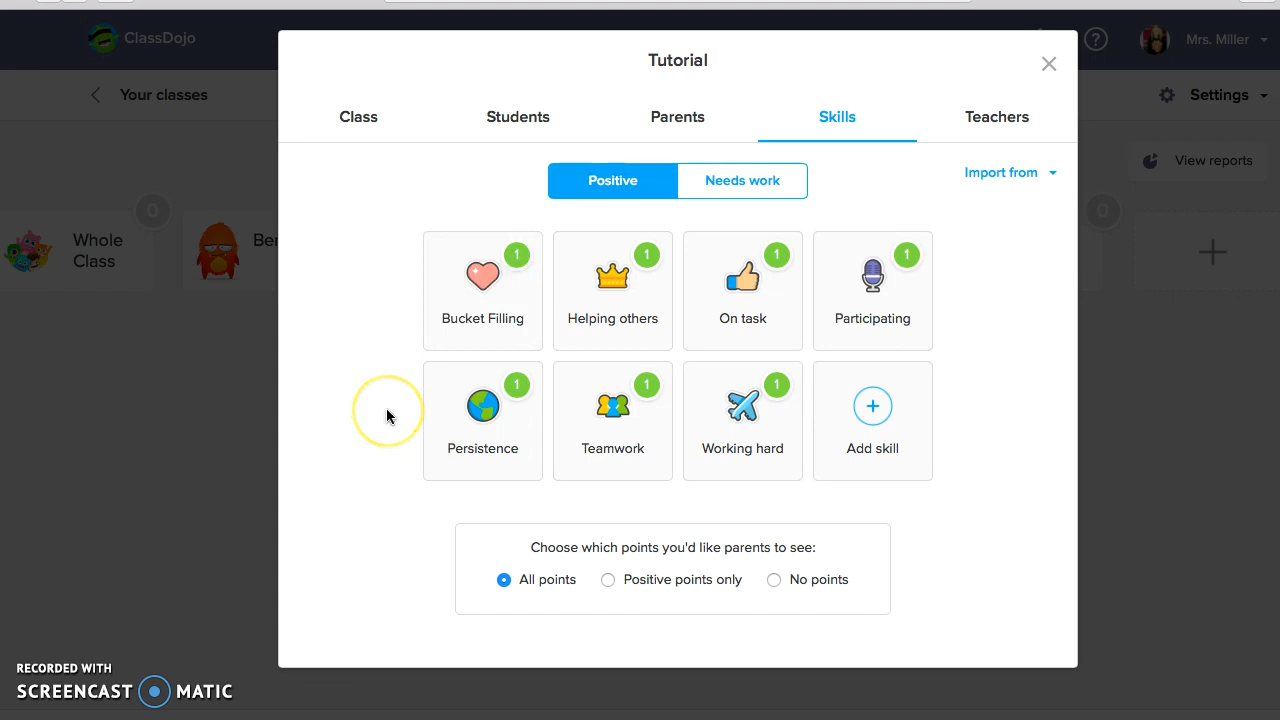 Tutorial
ClassDojo
Mrs. Miller
Your classes
Settings
Class
Students
Parents
Skills
Teachers
View reports
Positive
Needs work
Import from
0
0
Whole
Class
Be
1
Bucket Filling
1
Helping others
1
On task
1
Participating
1
Persistence
1
Teamwork
1
Working hard
Add skill
Choose which points you'd like parents to see:
All points
Positive points only
No points
RECORDED WITH
SCREENCAST MATIC